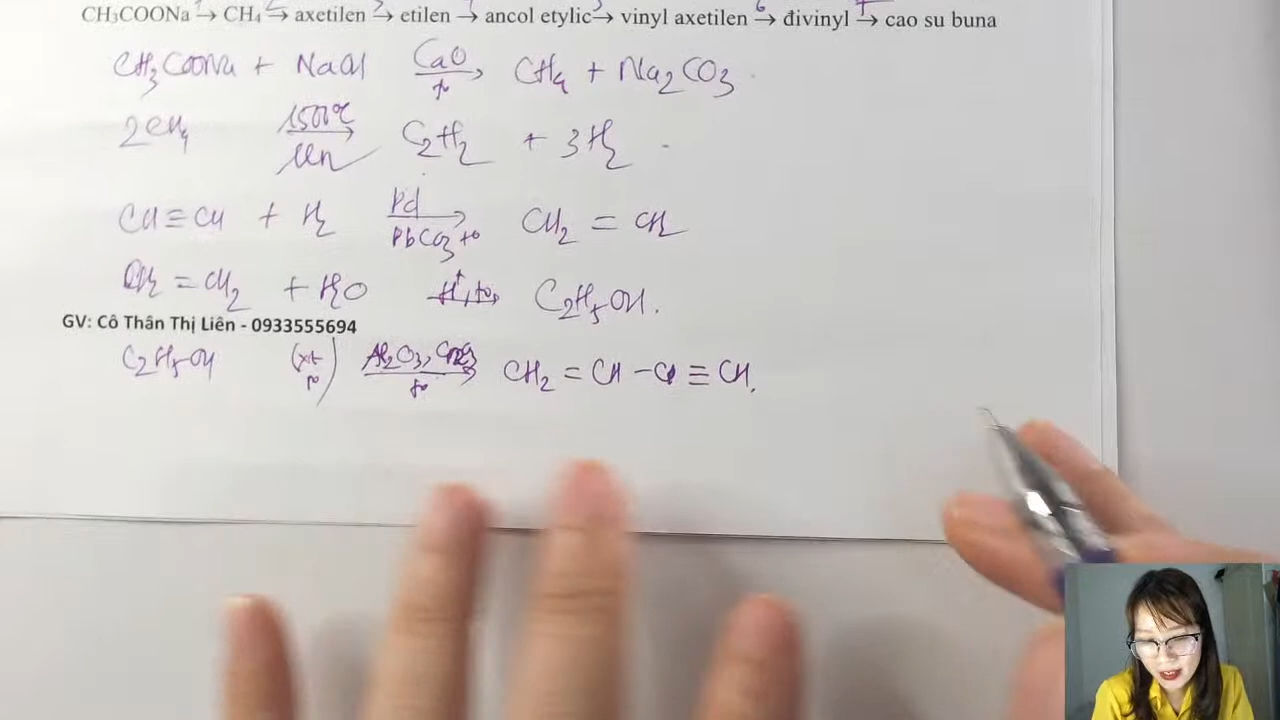 CH₃COONa → CH₄ → axetilen → etilen → ancol etylic → vinyl axetilen → đivinyl → cao su buna
CH₃COONa + NaOH CaO t° → CH₄ + Na₂CO₃
2CH₄ 1500°C lln → C₂H₂ + 3H₂
CH≡CH + H₂ Pd PbCO₃ t° → CH₂ = CH₂
CH₂ = CH₂ + H₂O H⁺, t° → C₂H₅OH.
GV: Cô Thân Thị Liên - 0933555694
C₂H₅OH (xt t°) Al₂O₃, t° → CH₂ = CH - C ≡ CH.